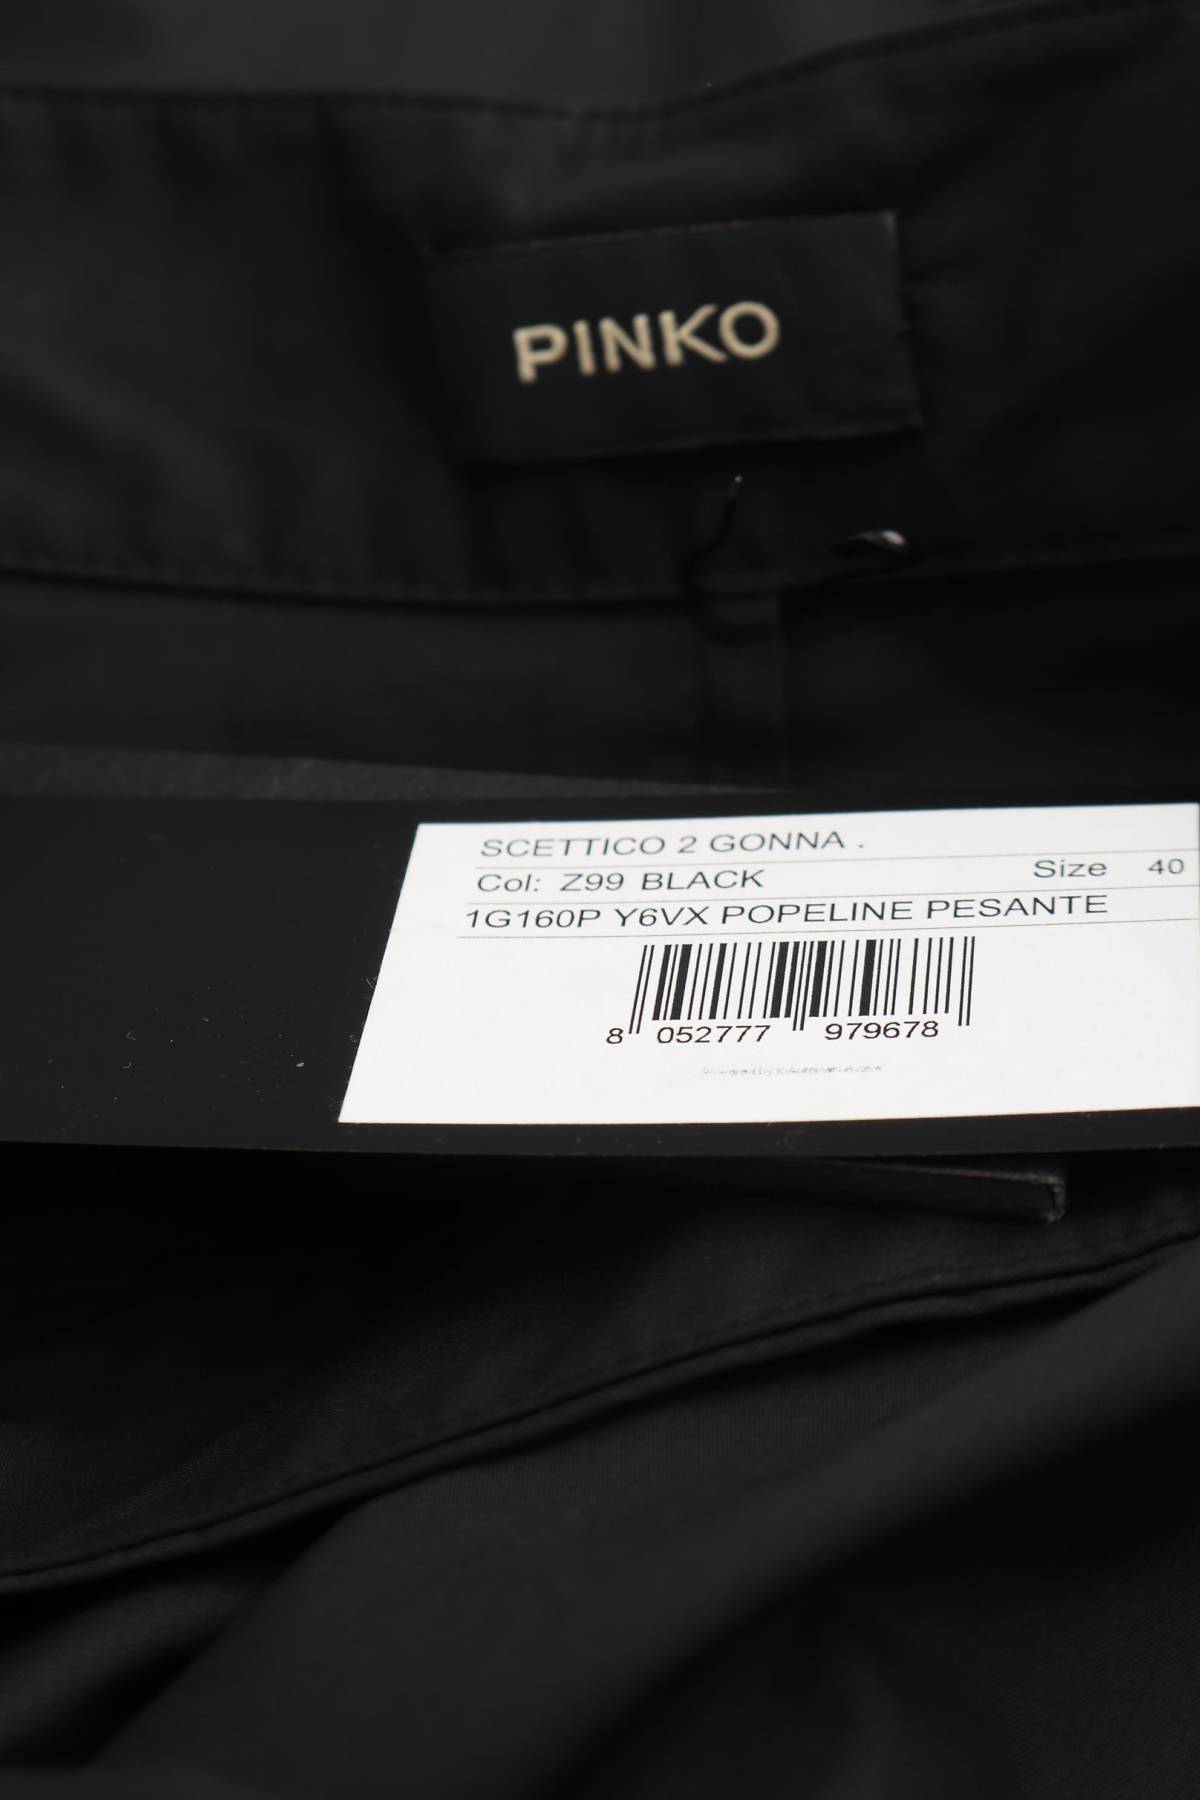 PINKO
SCETTICO 2 GONNA .
Col: Z99 BLACK Size 40
1G160P Y6VX POPELINE PESANTE
8 052777 979678